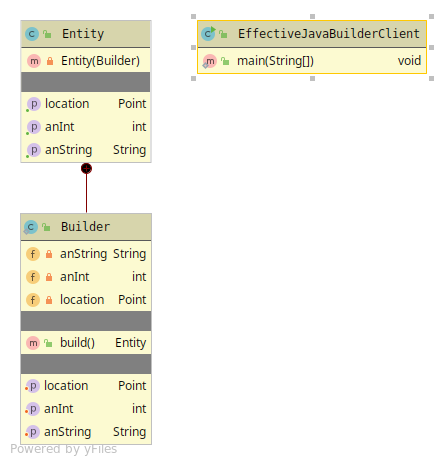 Entity
Entity(Builder)
location Point
anInt int
anString String
EffectiveJavaBuilderClient
main(String[]) void
Builder
anString String
anInt int
location Point
build() Entity
location Point
anInt int
anString String
Powered by yFiles